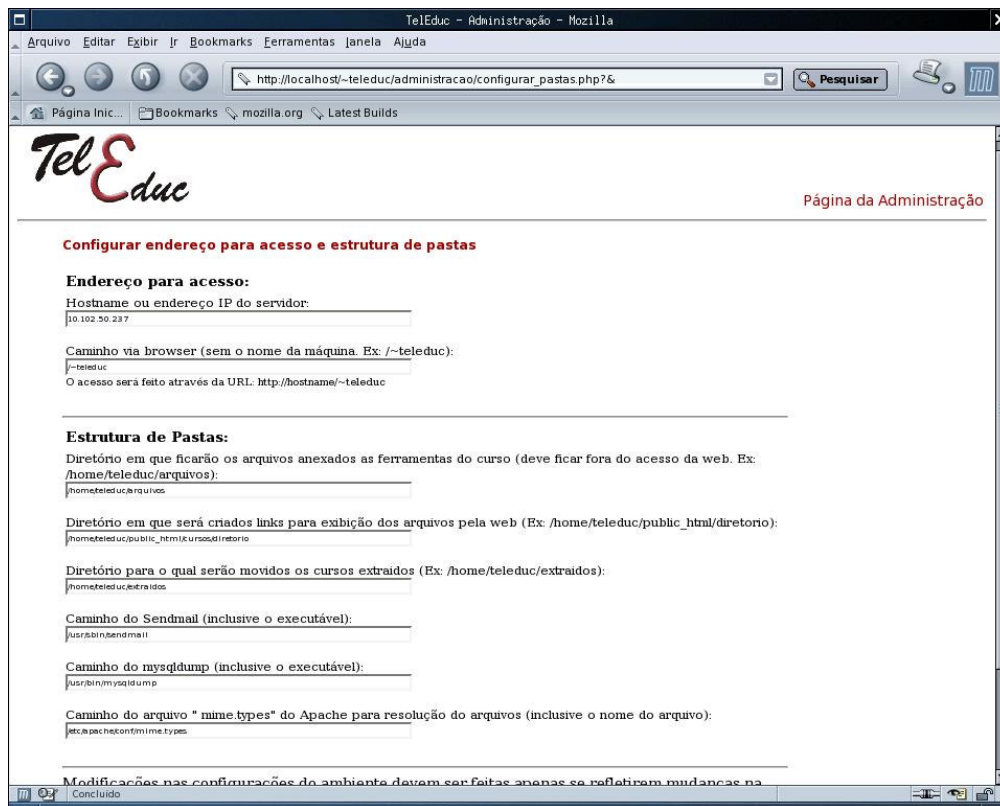 TelEduc - Administração - Mozilla
Arquivo Editar Exibir Ir Bookmarks Ferramentas Janela Ajuda
http://localhost/~teleduc/administracao/configurar_pastas.php?&
Pesquisar
Página Inic... Bookmarks mozilla.org Latest Builds
TelEduc
Página da Administração
Configurar endereço para acesso e estrutura de pastas
Endereço para acesso:
Hostname ou endereço IP do servidor:
10.102.50.237
Caminho via browser (sem o nome da máquina. Ex: /~teleduc):
/~teleduc
O acesso será feito através da URL: http://hostname/~teleduc
Estrutura de Pastas:
Diretório em que ficarão os arquivos anexados as ferramentas do curso (deve ficar fora do acesso da web. Ex:
/home/teleduc/arquivos):
/home/teleduc/arquivos
Diretório em que será criados links para exibição dos arquivos pela web (Ex: /home/teleduc/public_html/diretorio):
/home/teleduc/public_html/cursos/diretorio
Diretório para o qual serão movidos os cursos extraidos (Ex: /home/teleduc/extraidos):
/home/teleduc/extraidos
Caminho do Sendmail (inclusive o executável):
/usr/sbin/sendmail
Caminho do mysqldump (inclusive o executável):
/usr/bin/mysqldump
Caminho do arquivo " mime.types" do Apache para resolução do arquivos (inclusive o nome do arquivo):
/etc/apache/conf/mime.types
Modificações nas configurações do ambiente devem ser feitas apenas se refletirem mudanças na
Concluído